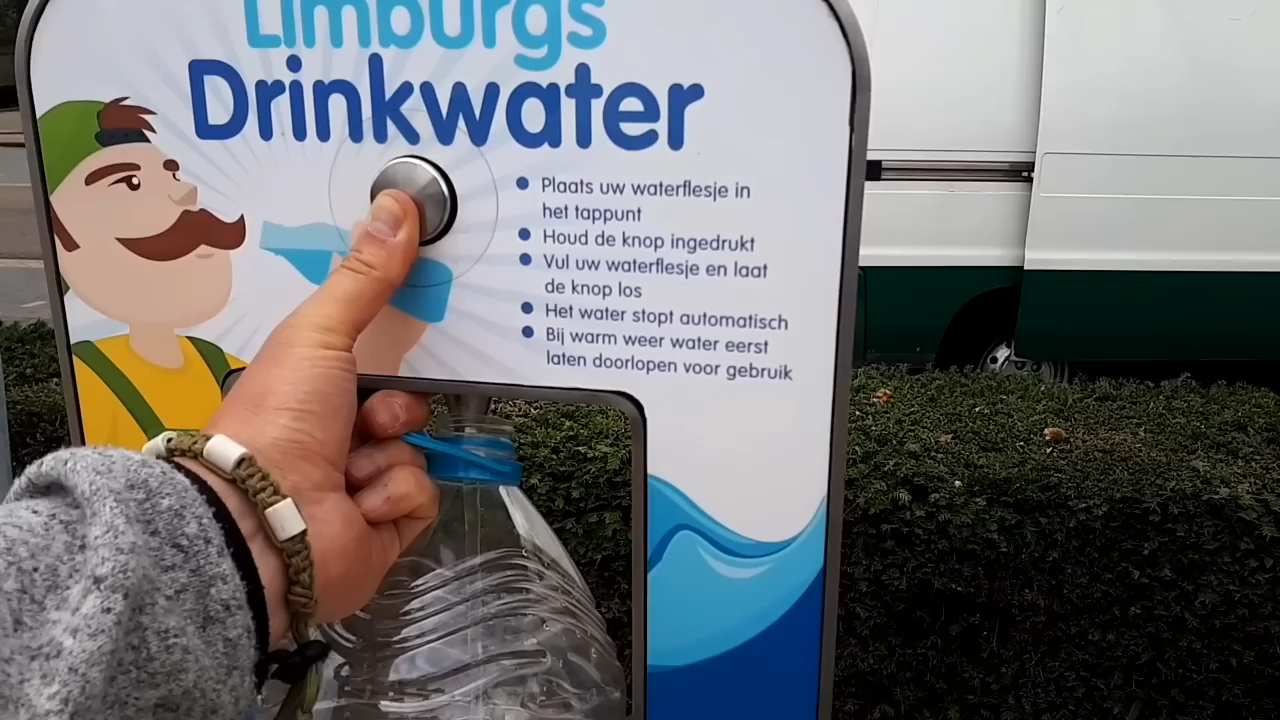 Limburgs
Drinkwater
Plaats uw waterflesje in
het tappunt
Houd de knop ingedrukt
Vul uw waterflesje en laat
de knop los
Het water stopt automatisch
Bij warm weer water eerst
laten doorlopen voor gebruik